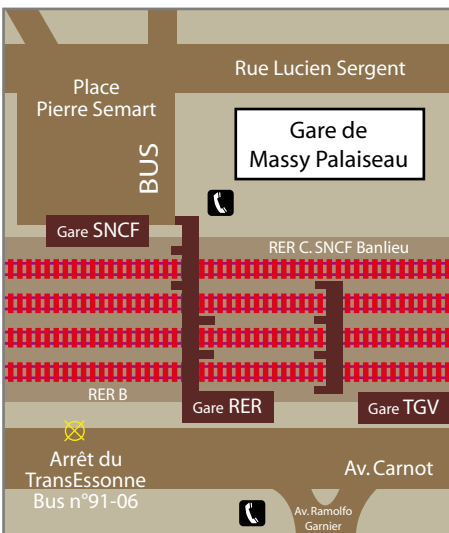 Rue Lucien Sergent
Place
Pierre Semart
BUS
Gare de
Massy Palaiseau
Gare SNCF
RER C. SNCF Banlieu
RER B
Gare RER
Gare TGV
Arrêt du
TransEssonne
Bus n°91-06
Av. Carnot
Av. Ramolfo
Garnier